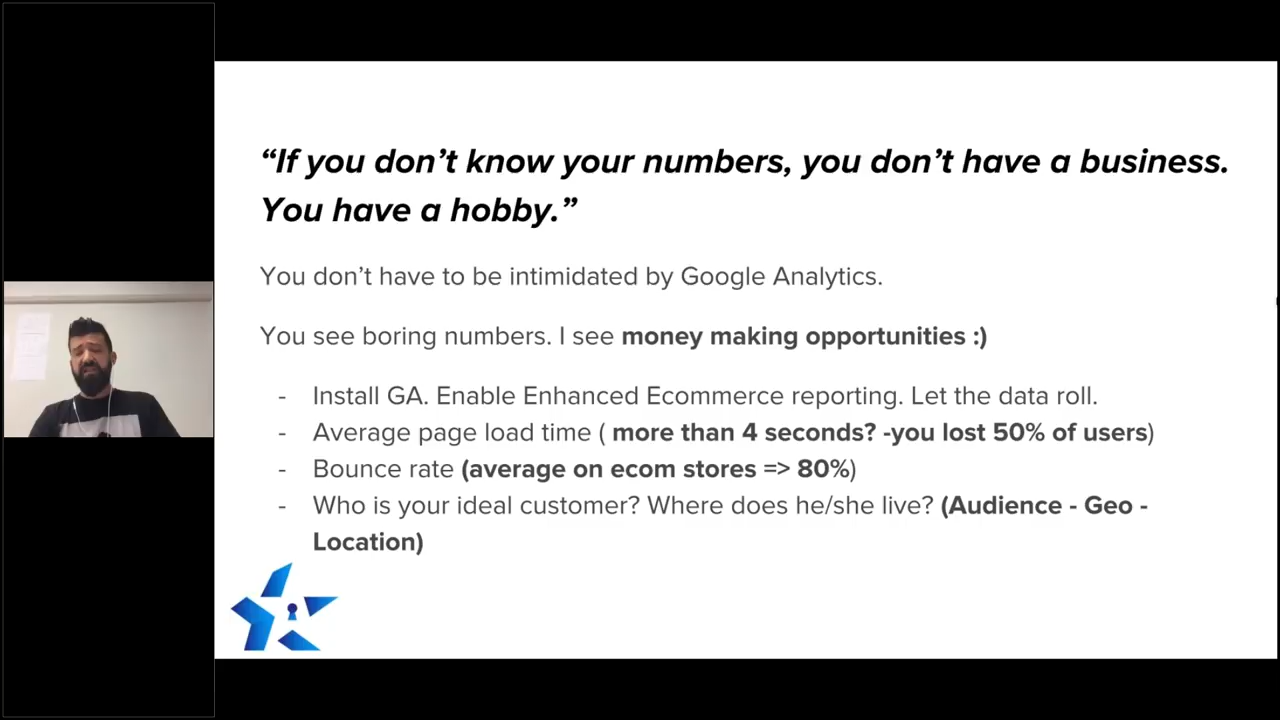 “If you don’t know your numbers, you don’t have a business.
You have a hobby.”
You don’t have to be intimidated by Google Analytics.
You see boring numbers. I see money making opportunities :)
- Install GA. Enable Enhanced Ecommerce reporting. Let the data roll.
- Average page load time ( more than 4 seconds? -you lost 50% of users)
- Bounce rate (average on ecom stores => 80%)
- Who is your ideal customer? Where does he/she live? (Audience - Geo -
Location)